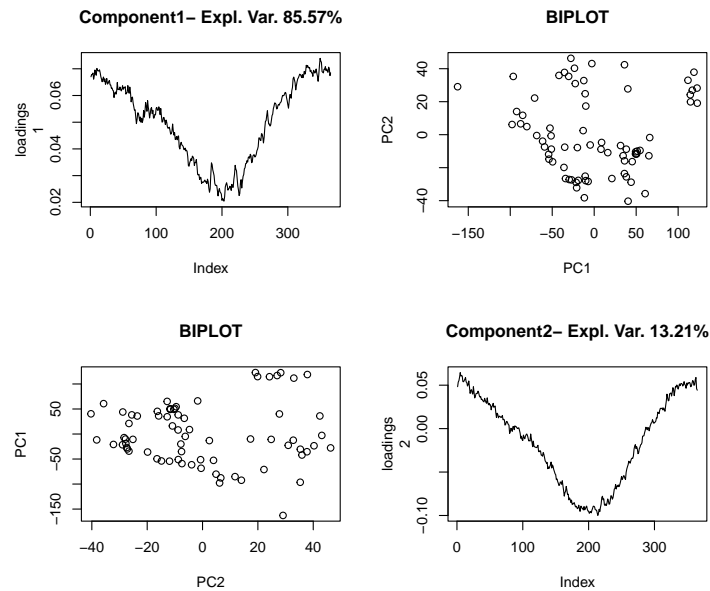 Component1− Expl. Var. 85.57%
loadings
1
0.02
0.04
0.06
0
100
200
300
Index
BIPLOT
PC2
−40
0
20
40
−150
−50
0
50
100
PC1
BIPLOT
PC1
−150
−50
50
−40
−20
0
20
40
PC2
Component2− Expl. Var. 13.21%
loadings
2
−0.10
0.00
0.05
0
100
200
300
Index